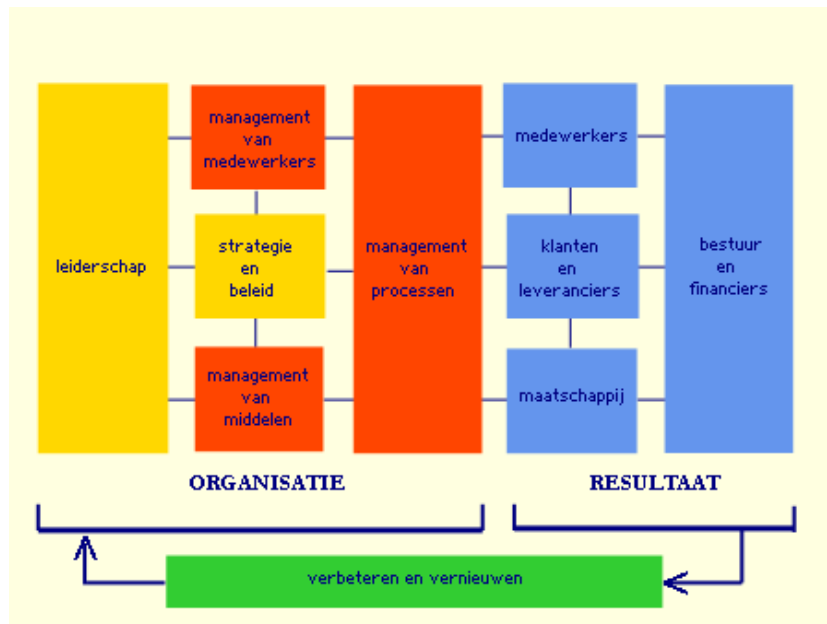 leiderschap
management
van
medewerkers
strategie
en
beleid
management
van
middelen
management
van
processen
medewerkers
klanten
en
leveranciers
maatschappij
bestuur
en
financiers
ORGANISATIE
RESULTAAT
verbeteren en vernieuwen